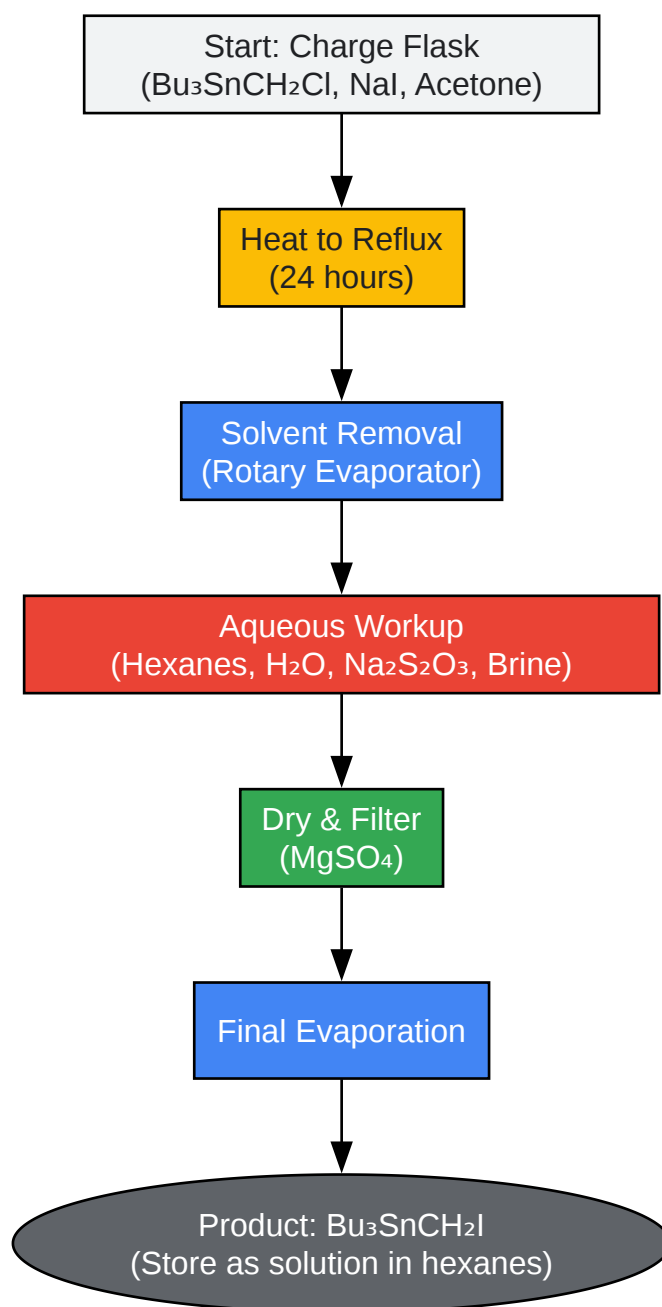 Start: Charge Flask
(Bu₃SnCH₂Cl, NaI, Acetone)
Heat to Reflux
(24 hours)
Solvent Removal
(Rotary Evaporator)
Aqueous Workup
(Hexanes, H₂O, Na₂S₂O₃, Brine)
Dry & Filter
(MgSO₄)
Final Evaporation
Product: Bu₃SnCH₂I
(Store as solution in hexanes)